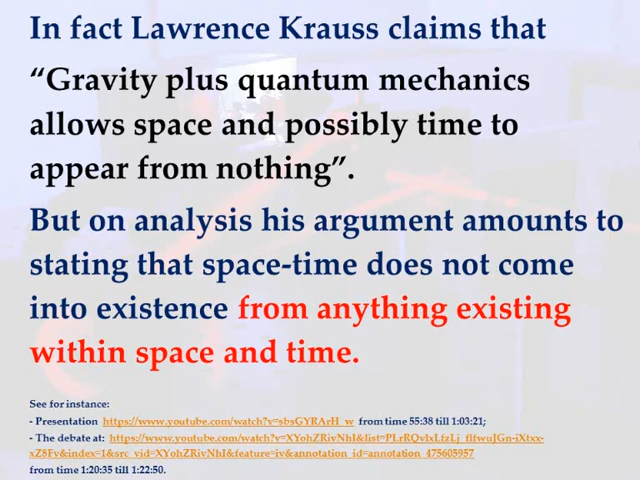 In fact Lawrence Krauss claims that
“Gravity plus quantum mechanics
allows space and possibly time to
appear from nothing”.
But on analysis his argument amounts to
stating that space-time does not come
into existence from anything existing
within space and time.
See for instance:
- Presentation https://www.youtube.com/watch?v=sbsGYRArH_w from time 55:38 till 1:03:21;
- The debate at: https://www.youtube.com/watch?v=XYohZRivNhI&list=PLrRQvIxLfzLj_flfwuJGn-iXtxx-
xZ8Fv&index=1&src_vid=XYohZRivNhI&feature=iv&annotation_id=annotation_475605957
from time 1:20:35 till 1:22:50.